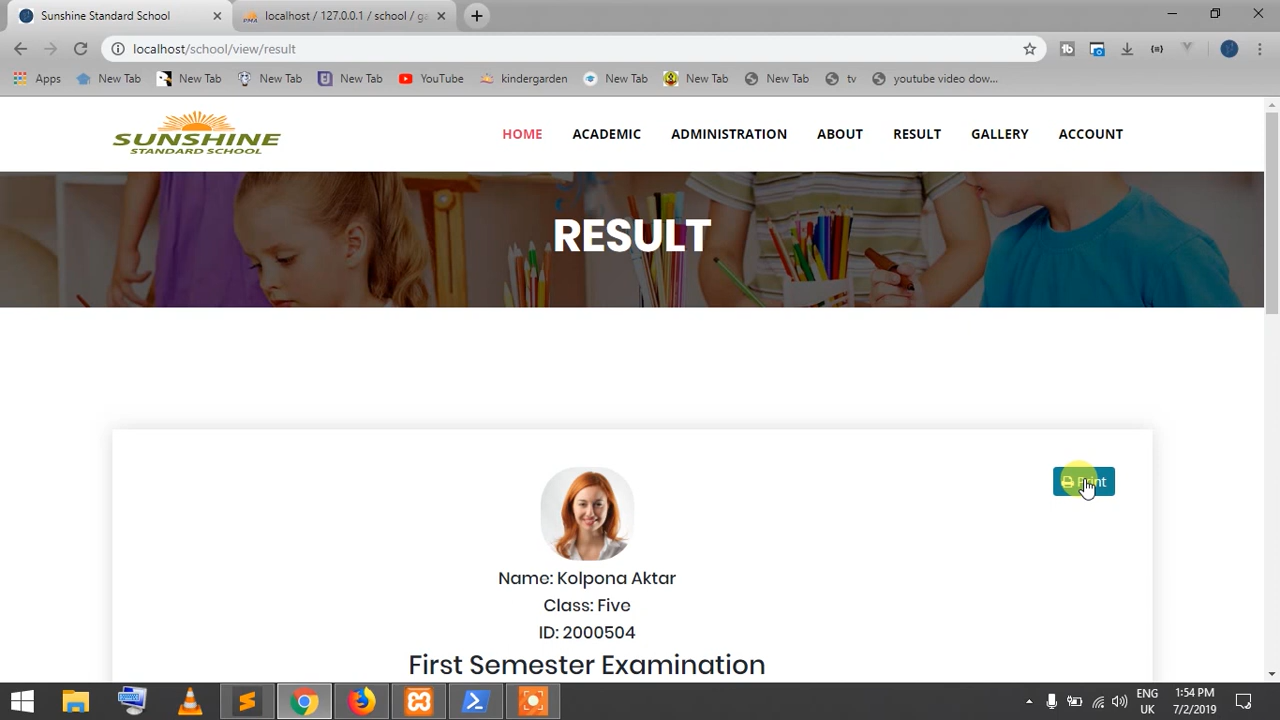 Sunshine Standard School
localhost / 127.0.0.1 / school / ga
localhost/school/view/result
Apps
New Tab
New Tab
New Tab
New Tab
YouTube
kindergarden
New Tab
New Tab
New Tab
tv
youtube video dow...
SUNSHINE
STANDARD SCHOOL
HOME
ACADEMIC
ADMINISTRATION
ABOUT
RESULT
GALLERY
ACCOUNT
RESULT
Print
Name: Kolpona Aktar
Class: Five
ID: 2000504
First Semester Examination
ENG
UK
1:54 PM
7/2/2019